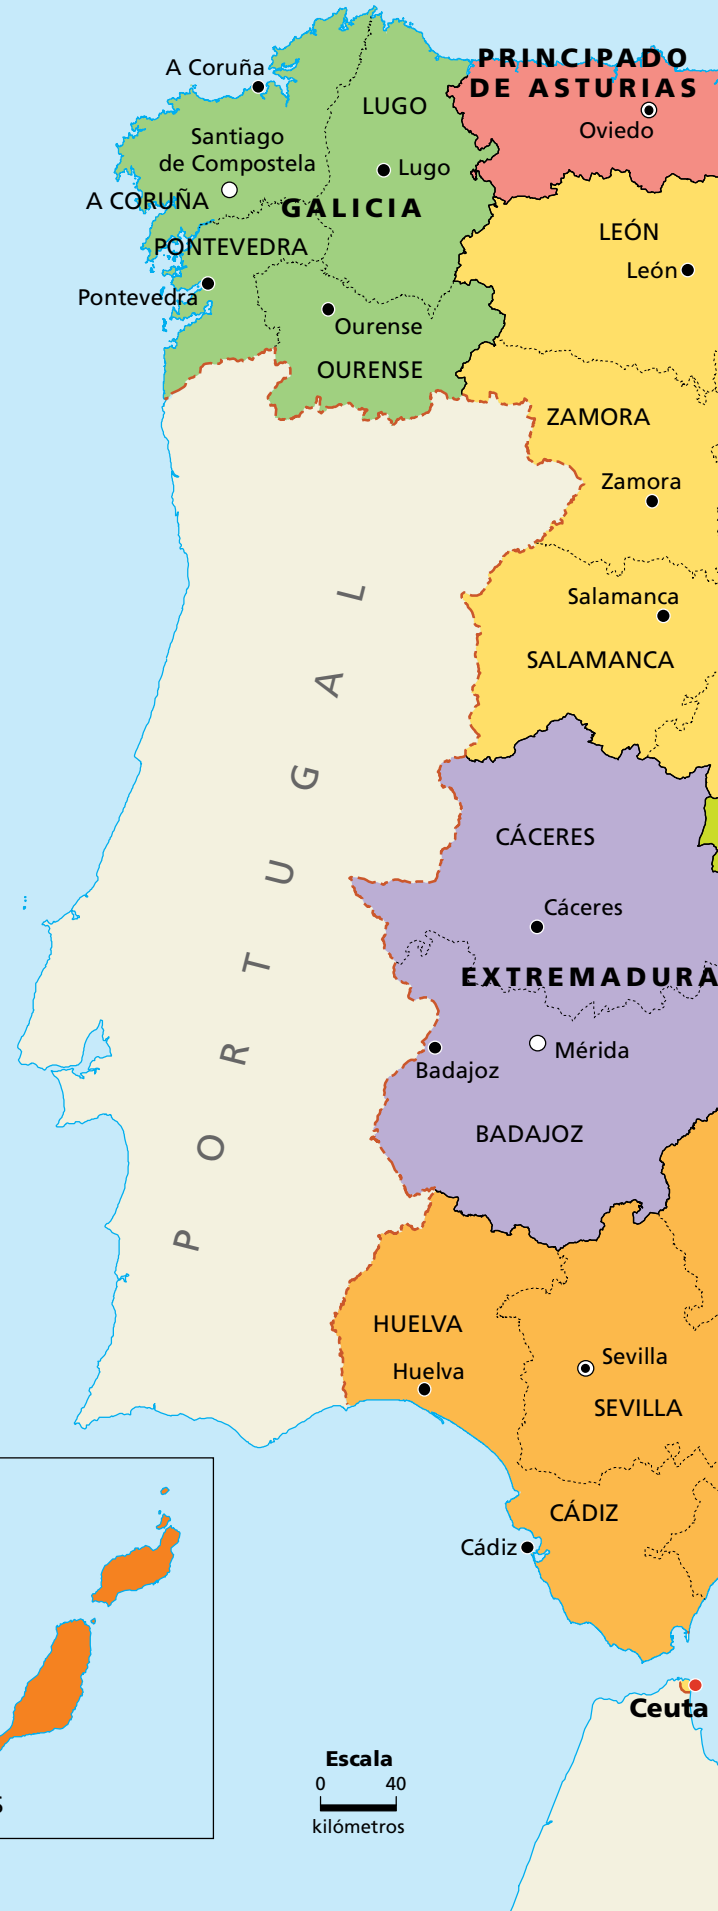 PRINCIPADO
DE ASTURIAS
Oviedo
A Coruña
LUGO
Santiago
de Compostela
Lugo
A CORUÑA
GALICIA
LEÓN
PONTEVEDRA
León
Pontevedra
Ourense
OURENSE
ZAMORA
Zamora
Salamanca
SALAMANCA
PORTUGAL
CÁCERES
Cáceres
EXTREMADURA
Mérida
Badajoz
BADAJOZ
HUELVA
Sevilla
Huelva
SEVILLA
CÁDIZ
Cádiz
Ceuta
Escala
0 40
kilómetros
S